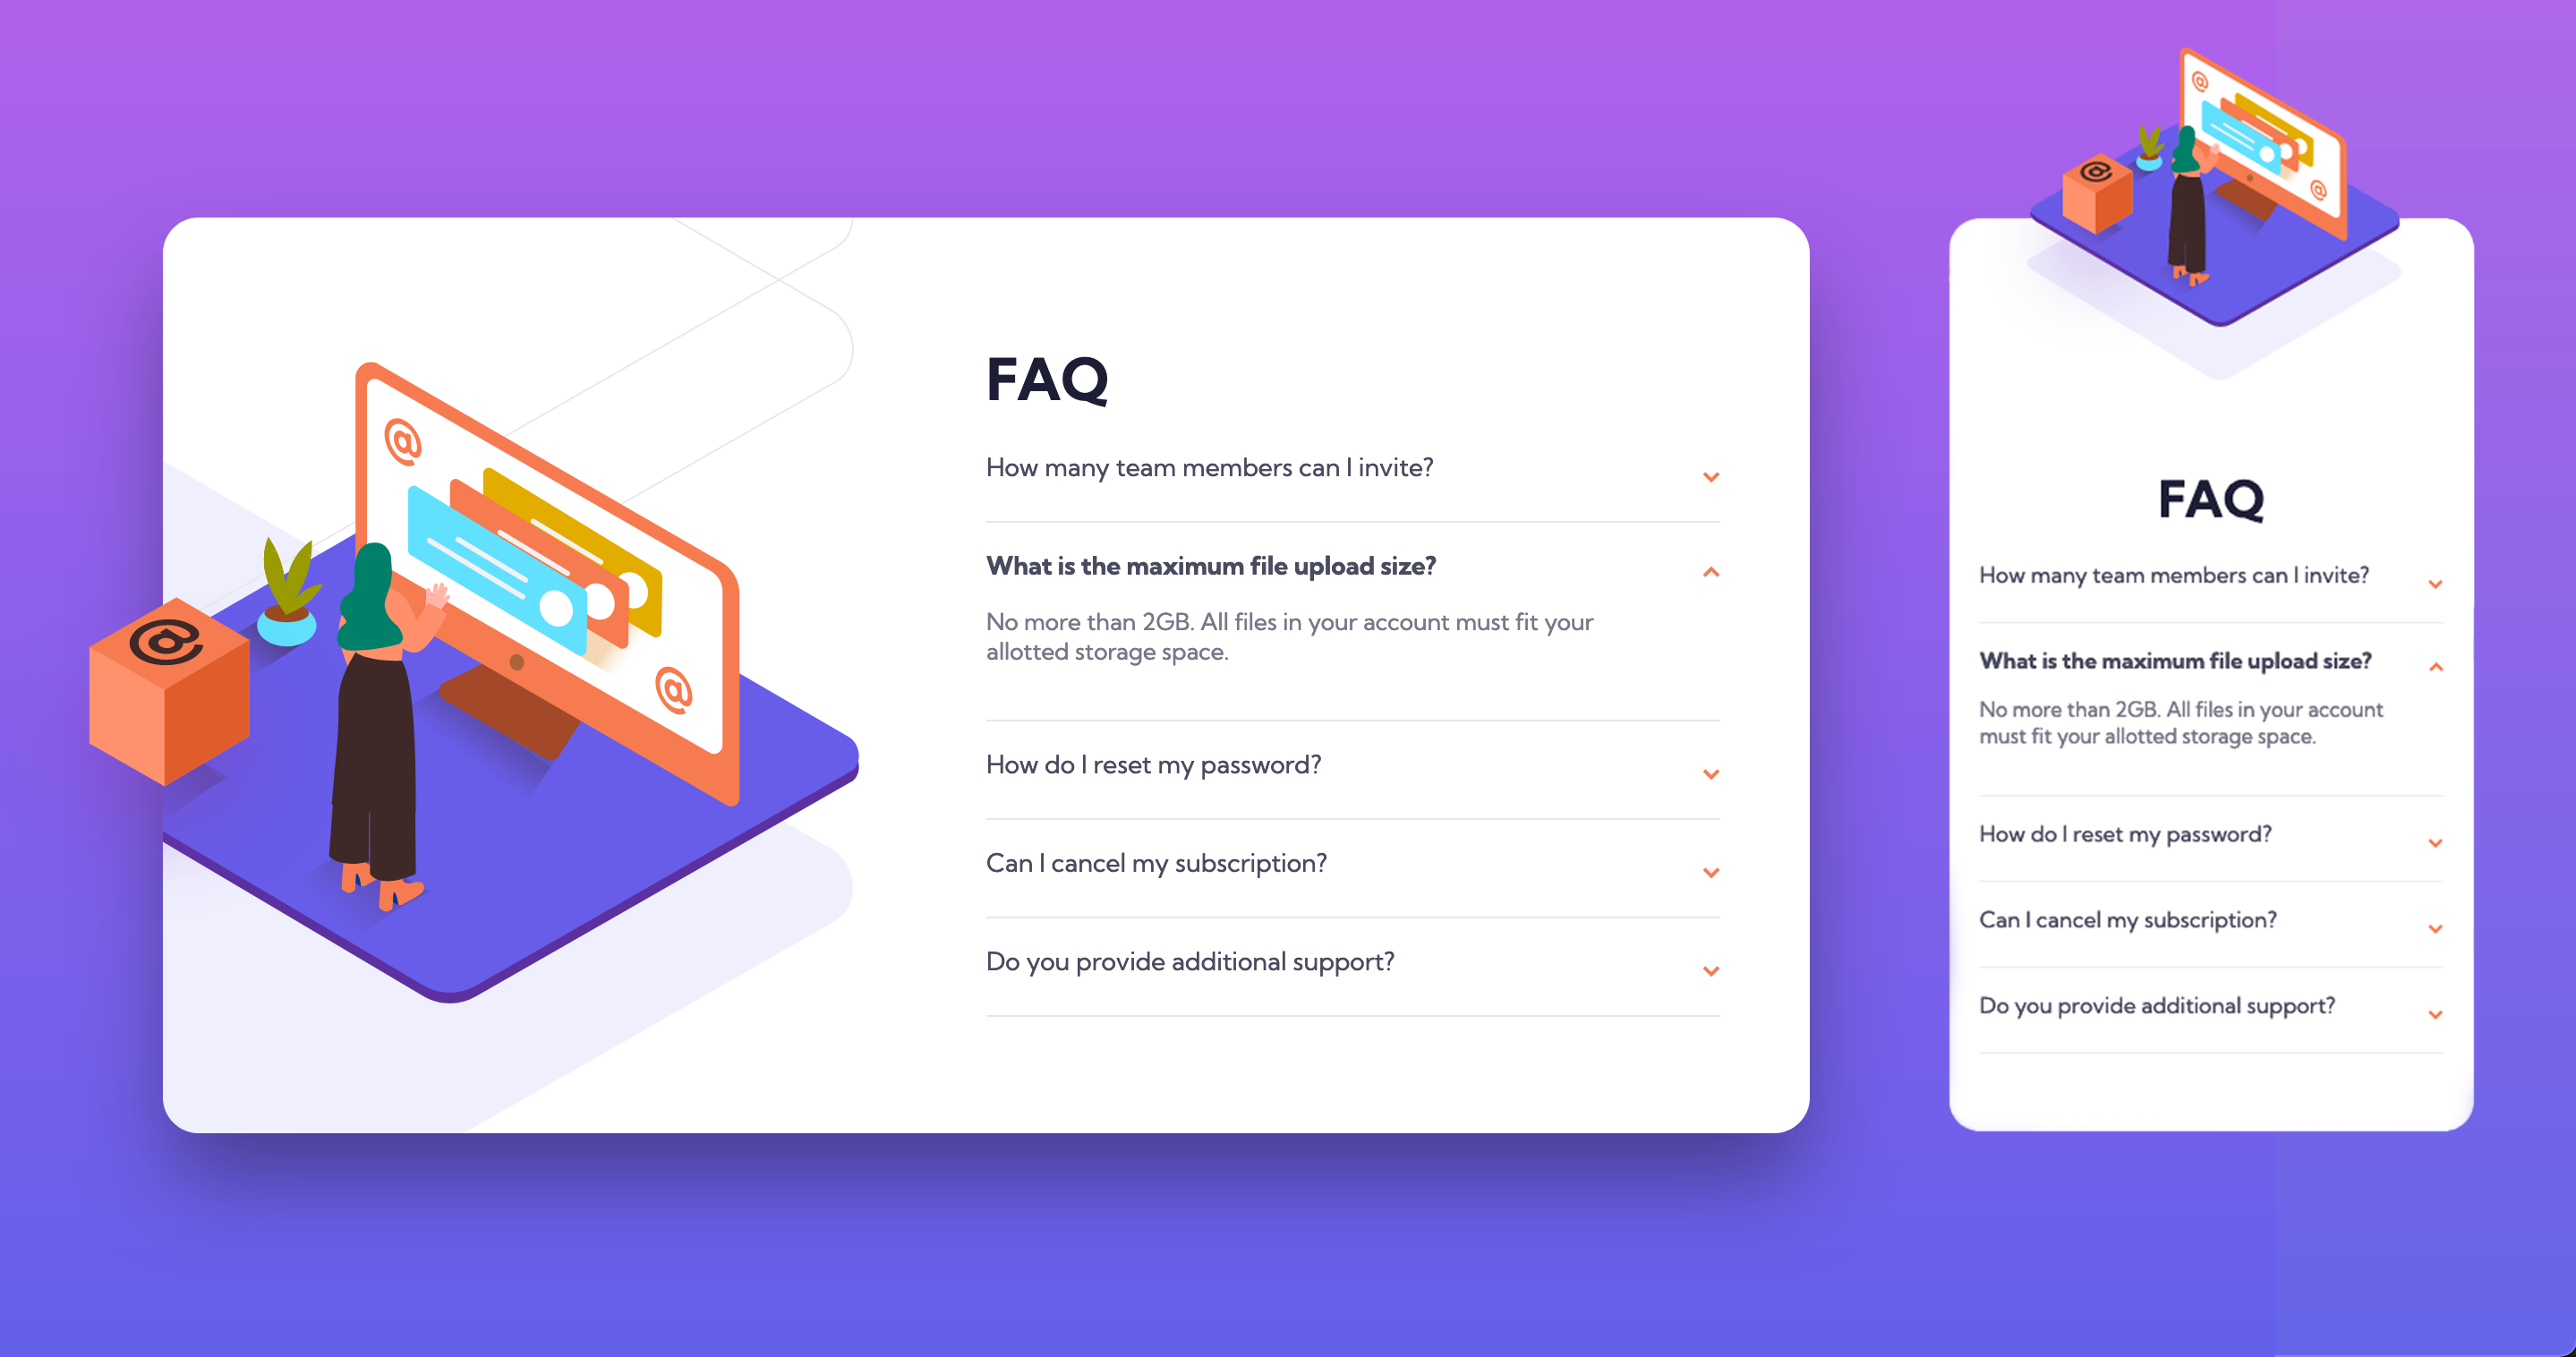 @
@
@
FAQ
How many team members can I invite?
What is the maximum file upload size?
No more than 2GB. All files in your account must fit your
allotted storage space.
How do I reset my password?
Can I cancel my subscription?
Do you provide additional support?
@
@
@
FAQ
How many team members can I invite?
What is the maximum file upload size?
No more than 2GB. All files in your account
must fit your allotted storage space.
How do I reset my password?
Can I cancel my subscription?
Do you provide additional support?